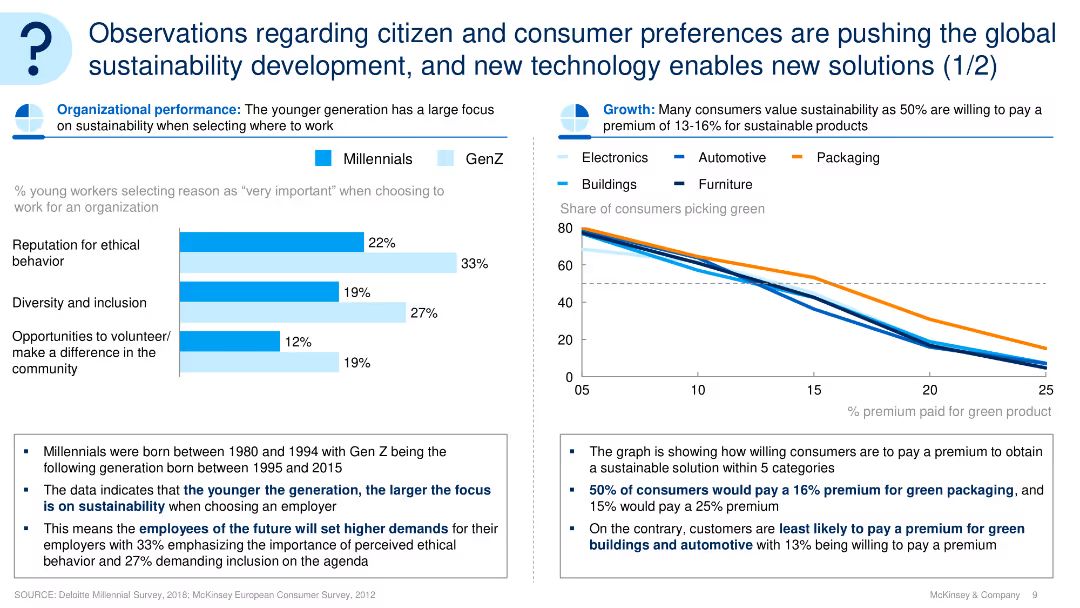 ?
Observations regarding citizen and consumer preferences are pushing the global
sustainability development, and new technology enables new solutions (1/2)
Organizational performance: The younger generation has a large focus
on sustainability when selecting where to work
Millennials
GenZ
% young workers selecting reason as “very important” when choosing to
work for an organization
Reputation for ethical
behavior
22%
33%
Diversity and inclusion
19%
27%
Opportunities to volunteer/
make a difference in the
community
12%
19%
▪ Millennials were born between 1980 and 1994 with Gen Z being the
following generation born between 1995 and 2015
▪ The data indicates that the younger the generation, the larger the focus
is on sustainability when choosing an employer
▪ This means the employees of the future will set higher demands for their
employers with 33% emphasizing the importance of perceived ethical
behavior and 27% demanding inclusion on the agenda
Growth: Many consumers value sustainability as 50% are willing to pay a
premium of 13-16% for sustainable products
Electronics
Automotive
Packaging
Buildings
Furniture
Share of consumers picking green
80
60
40
20
0
05
10
15
20
25
% premium paid for green product
▪ The graph is showing how willing consumers are to pay a premium to obtain
a sustainable solution within 5 categories
▪ 50% of consumers would pay a 16% premium for green packaging, and
15% would pay a 25% premium
▪ On the contrary, customers are least likely to pay a premium for green
buildings and automotive with 13% being willing to pay a premium
SOURCE: Deloitte Millennial Survey, 2018; McKinsey European Consumer Survey, 2012
McKinsey & Company 9